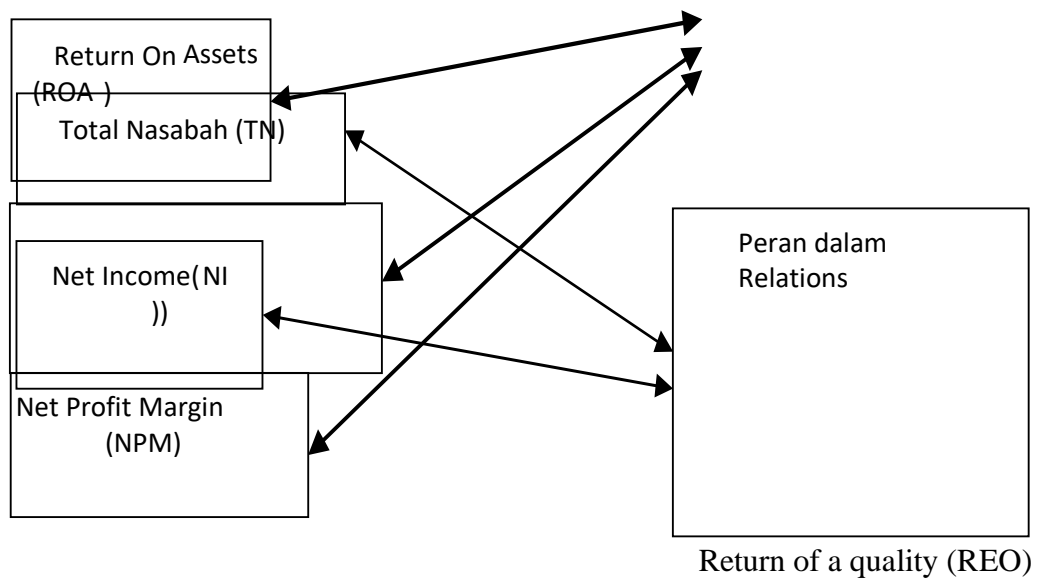 Return On Assets
(ROA )
Total Nasabah (TN)
Net Income(NI
))
Net Profit Margin
(NPM)
Peran dalam
Relations
Return of a quality (REO)